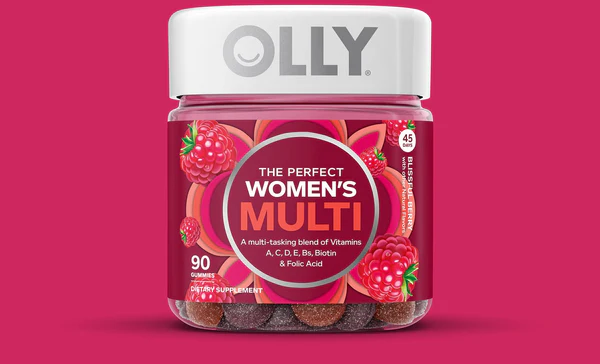 OLLY®
45
DAYS
BLISSFUL BERRY
with other Natural Flavors
THE PERFECT
WOMEN'S
MULTI
A multi-tasking blend of Vitamins
A, C, D, E, Bs, Biotin
& Folic Acid
90
GUMMIES
DIETARY SUPPLEMENT